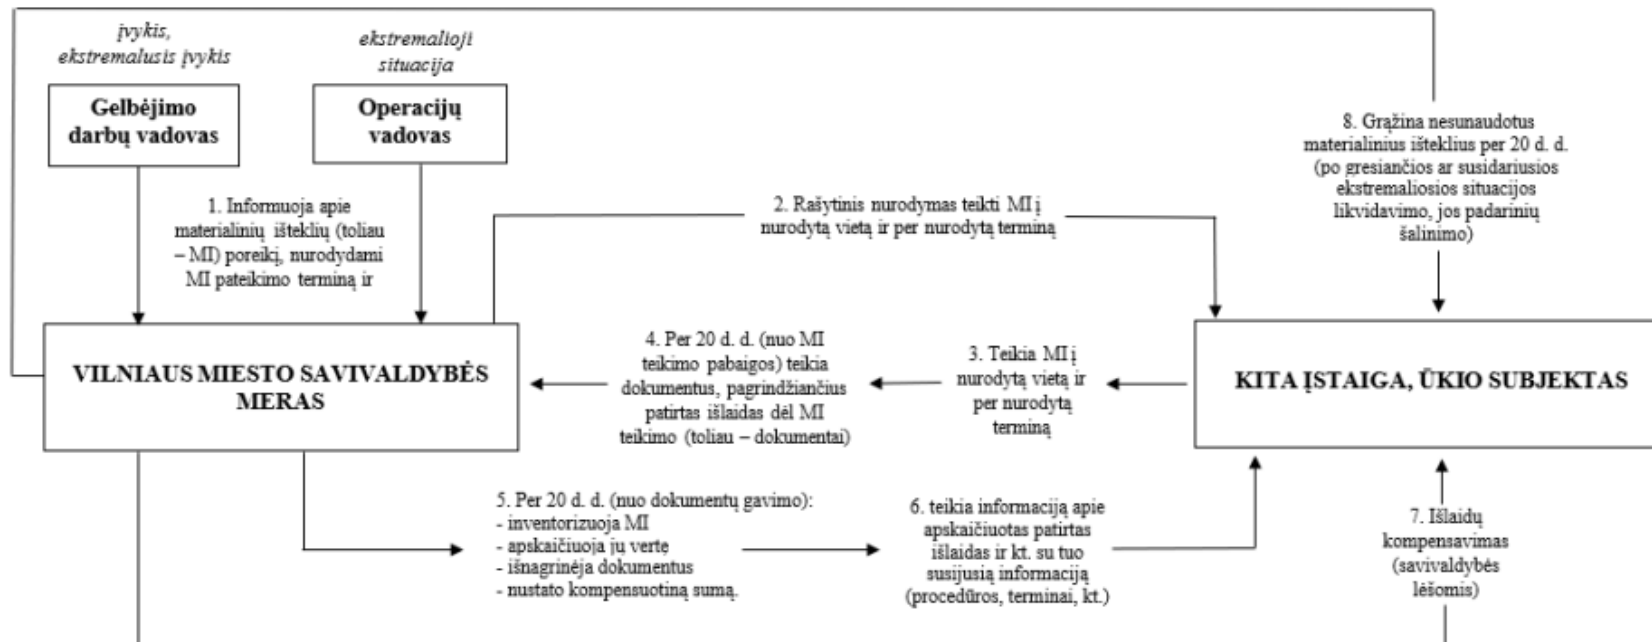 įvykis,
ekstremalusis įvykis
ekstremalioji
situacija
Gelbėjimo
darbų vadovas
Operacijų
vadovas
1. Informuoja apie
materialinių išteklių (toliau
– MI) poreikį, nurodydami
MI pateikimo terminą ir
2. Rašytinis nurodymas teikti MI į
nurodytą vietą ir per nurodytą terminą
8. Grąžina nesunaudotus
materialinius išteklius per 20 d. d.
(po gresiančios ar susidariusios
ekstremaliosios situacijos
likvidavimo, jos padarinių
šalinimo)
VILNIAUS MIESTO SAVIVALDYBĖS
MERAS
4. Per 20 d. d. (nuo MI
teikimo pabaigos) teikia
dokumentus, pagrindžiančius
patirtas išlaidas dėl MI
teikimo (toliau – dokumentai)
3. Teikia MI į
nurodytą vietą ir
per nurodytą
terminą
KITA ĮSTAIGA, ŪKIO SUBJEKTAS
5. Per 20 d. d. (nuo dokumentų gavimo):
- inventorizuoja MI
- apskaičiuoja jų vertę
- išnagrinėja dokumentus
- nustato kompensuotiną sumą.
6. teikia informaciją apie
apskaičiuotas patirtas
išlaidas ir kt. su tuo
susijusią informaciją
(procedūros, terminai, kt.)
7. Išlaidų
kompensavimas
(savivaldybės
lėšomis)